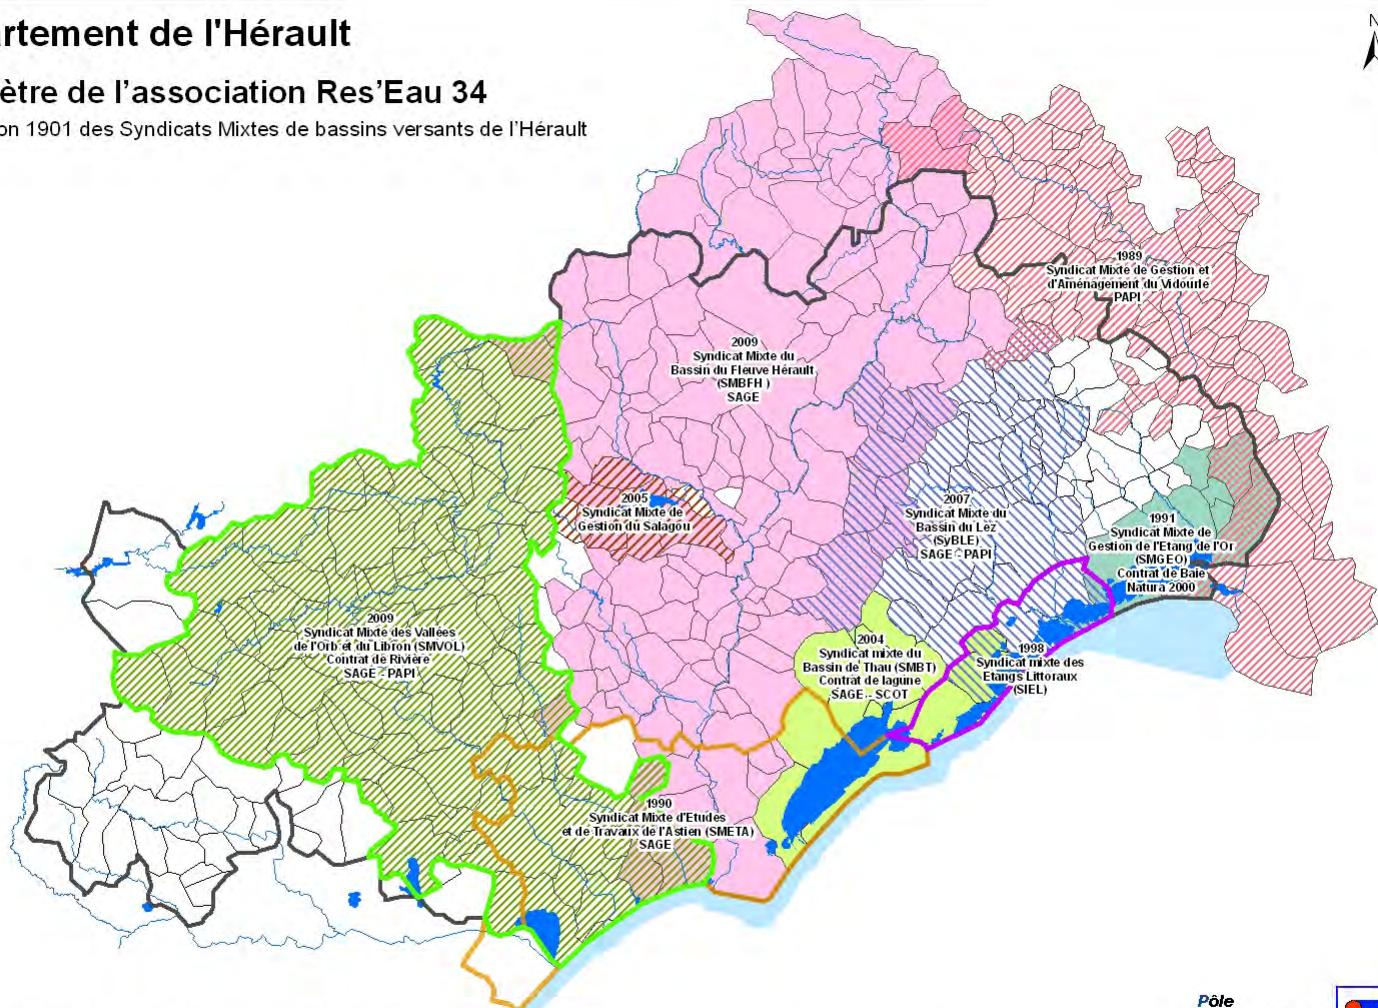 rtement de l'Hérault
ètre de l’association Res’Eau 34
on 1901 des Syndicats Mixtes de bassins versants de l’Hérault
N
1989
Syndicat Mixte de Gestion et
d'Aménagement du Vidourle
PAPI
2009
Syndicat Mixte du
Bassin du Fleuve Hérault
(SMBFH )
SAGE
2005
Syndicat Mixte de
Gestion du Salagou
2007
Syndicat Mixte du
Bassin du Lez
(SyBLE)
SAGE - PAPI
1991
Syndicat Mixte de
Gestion de l'Etang de l'Or
(SMGEO)
Contrat de Baie
Natura 2000
2009
Syndicat Mixte des Vallées
de l'Orb et du Libron (SMVOL)
Contrat de Rivière
SAGE - PAPI
2004
Syndicat mixte du
Bassin de Thau (SMBT)
Contrat de lagune
SAGE - SCOT
1998
Syndicat mixte des
Etangs Littoraux
(SIEL)
1990
Syndicat Mixte d'Etudes
et de Travaux de l'Astien (SMETA)
SAGE
Pôle